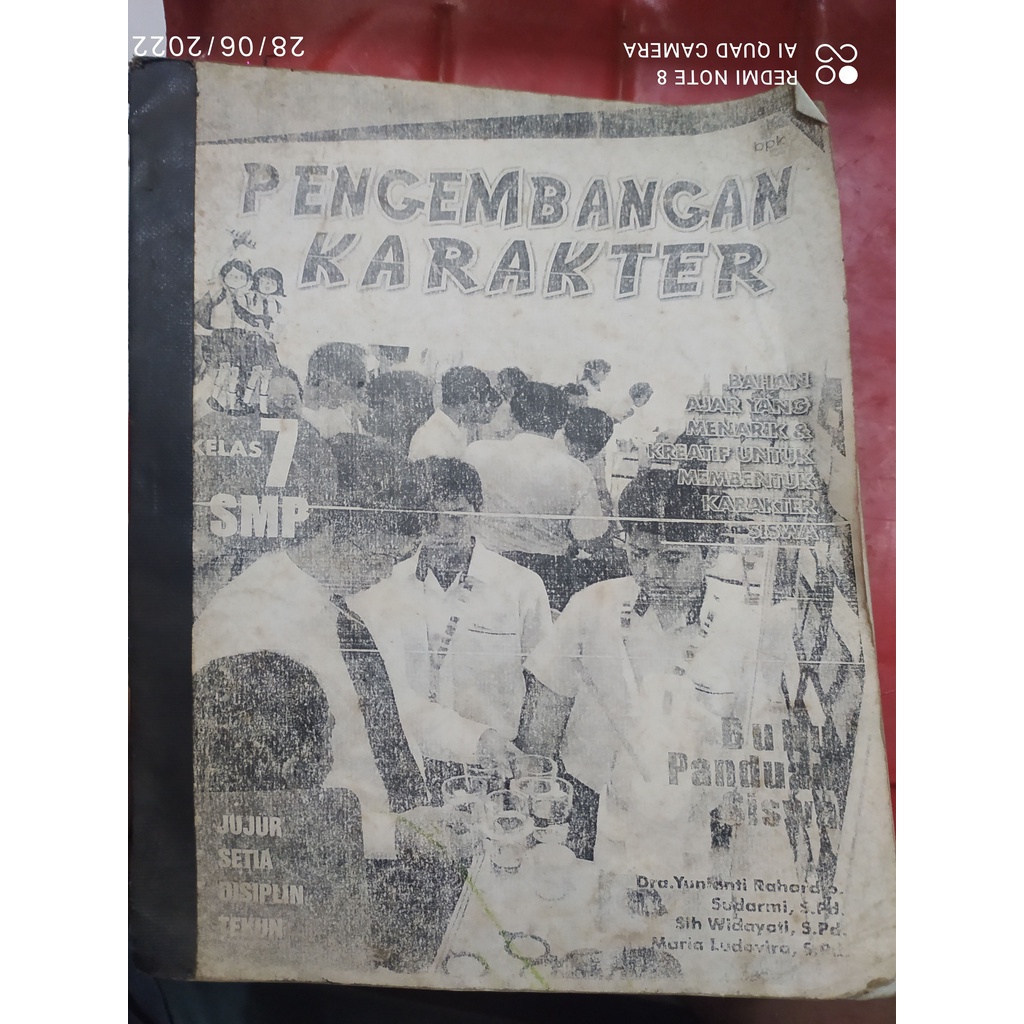 28/06/2022
REDMI NOTE 8
AI QUAD CAMERA
ppk
PENGEMBANGAN
KARAKTER
KELAS 7
SMP
BAHAN
AJAR YANG
MENARIK &
KREATIF UNTUK
MEMBENTUK
KARAKTER
SISWA
Buku
Panduan
Siswa
JUJUR
SETIA
DISIPLIN
TEKUN
Dra.Yunianti Rahardjo.
Sudarmi, S.Pd.
Sih Widayati, S.Pd.
Maria Ludovira, S.Pd.